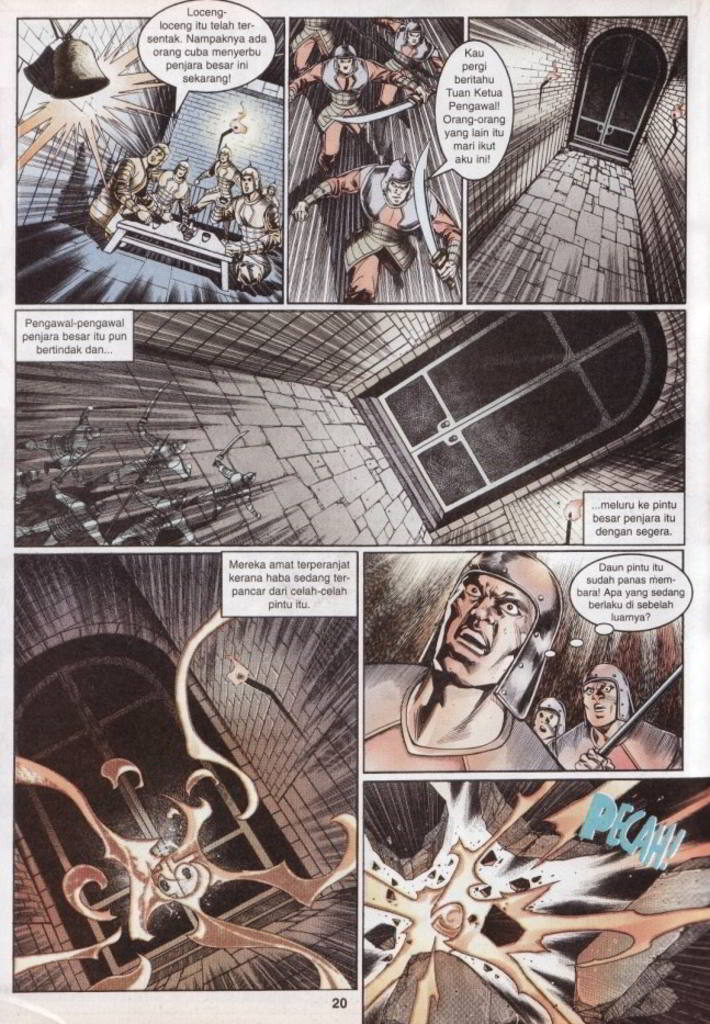 Loceng-
loceng itu telah ter-
sentak. Nampaknya ada
orang cuba menyerbu
penjara besar ini
sekarang!
Kau
pergi
beritahu
Tuan Ketua
Pengawal!
Orang-orang
yang lain itu
mari ikut
aku ini!
Pengawal-pengawal
penjara besar itu pun
bertindak dan...
...meluru ke pintu
besar penjara itu
dengan segera.
Mereka amat terperanjat
kerana haba sedang ter-
pancar dari celah-celah
pintu itu.
Daun pintu itu
sudah panas mem-
bara! Apa yang sedang
berlaku di sebelah
luarnya?
PECAH!
20